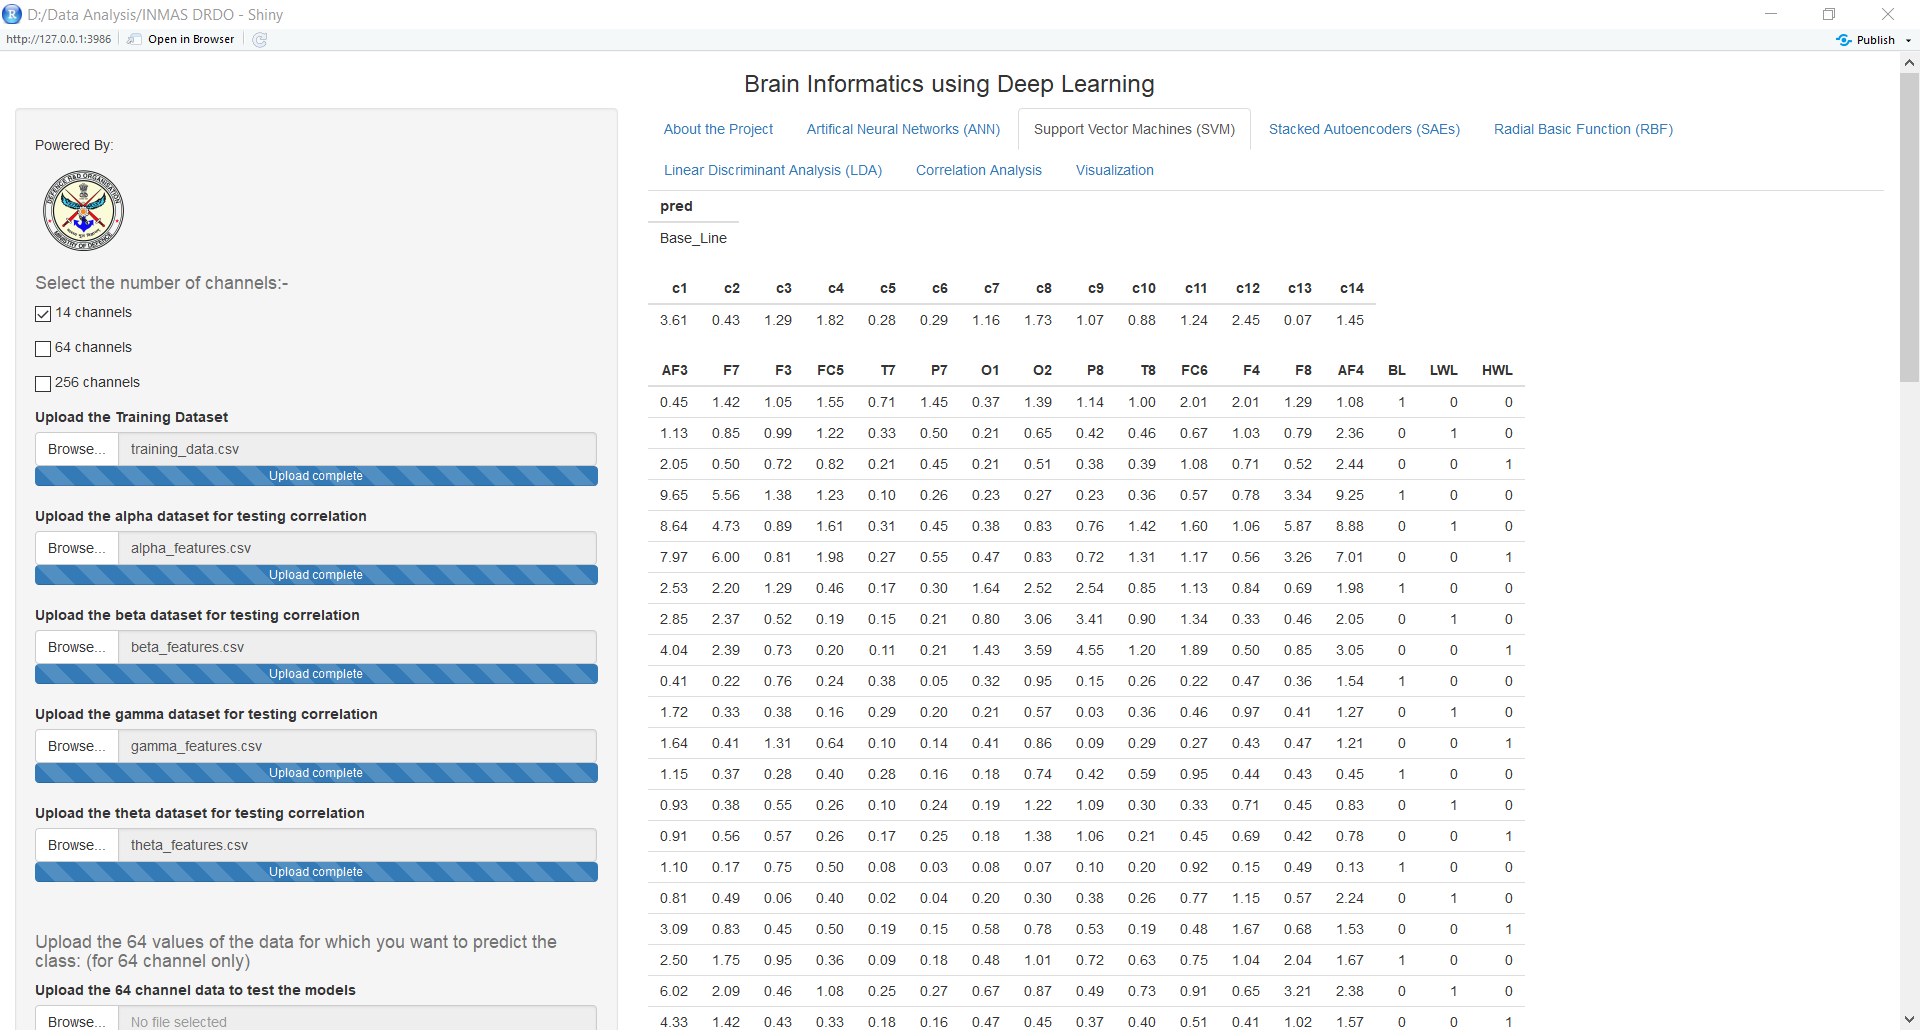 D:/Data Analysis/INMAS DRDO - Shiny
http://127.0.0.1:3986 Open in Browser Publish
Brain Informatics using Deep Learning
Powered By:
DEFENCE R&D ORGANISATION
MINISTRY OF DEFENCE
Select the number of channels:-
14 channels
64 channels
256 channels
Upload the Training Dataset
Browse... training_data.csv
Upload complete
Upload the alpha dataset for testing correlation
Browse... alpha_features.csv
Upload complete
Upload the beta dataset for testing correlation
Browse... beta_features.csv
Upload complete
Upload the gamma dataset for testing correlation
Browse... gamma_features.csv
Upload complete
Upload the theta dataset for testing correlation
Browse... theta_features.csv
Upload complete
Upload the 64 values of the data for which you want to predict the
class: (for 64 channel only)
Upload the 64 channel data to test the models
Browse... No file selected
About the Project Artifical Neural Networks (ANN) Support Vector Machines (SVM) Stacked Autoencoders (SAEs) Radial Basic Function (RBF)
Linear Discriminant Analysis (LDA) Correlation Analysis Visualization
pred
Base_Line
c1 c2 c3 c4 c5 c6 c7 c8 c9 c10 c11 c12 c13 c14
3.61 0.43 1.29 1.82 0.28 0.29 1.16 1.73 1.07 0.88 1.24 2.45 0.07 1.45
AF3 F7 F3 FC5 T7 P7 O1 O2 P8 T8 FC6 F4 F8 AF4 BL LWL HWL
0.45 1.42 1.05 1.55 0.71 1.45 0.37 1.39 1.14 1.00 2.01 2.01 1.29 1.08 1 0 0
1.13 0.85 0.99 1.22 0.33 0.50 0.21 0.65 0.42 0.46 0.67 1.03 0.79 2.36 0 1 0
2.05 0.50 0.72 0.82 0.21 0.45 0.21 0.51 0.38 0.39 1.08 0.71 0.52 2.44 0 0 1
9.65 5.56 1.38 1.23 0.10 0.26 0.23 0.27 0.23 0.36 0.57 0.78 3.34 9.25 1 0 0
8.64 4.73 0.89 1.61 0.31 0.45 0.38 0.83 0.76 1.42 1.60 1.06 5.87 8.88 0 1 0
7.97 6.00 0.81 1.98 0.27 0.55 0.47 0.83 0.72 1.31 1.17 0.56 3.26 7.01 0 0 1
2.53 2.20 1.29 0.46 0.17 0.30 1.64 2.52 2.54 0.85 1.13 0.84 0.69 1.98 1 0 0
2.85 2.37 0.52 0.19 0.15 0.21 0.80 3.06 3.41 0.90 1.34 0.33 0.46 2.05 0 1 0
4.04 2.39 0.73 0.20 0.11 0.21 1.43 3.59 4.55 1.20 1.89 0.50 0.85 3.05 0 0 1
0.41 0.22 0.76 0.24 0.38 0.05 0.32 0.95 0.15 0.26 0.22 0.47 0.36 1.54 1 0 0
1.72 0.33 0.38 0.16 0.29 0.20 0.21 0.57 0.03 0.36 0.46 0.97 0.41 1.27 0 1 0
1.64 0.41 1.31 0.64 0.10 0.14 0.41 0.86 0.09 0.29 0.27 0.43 0.47 1.21 0 0 1
1.15 0.37 0.28 0.40 0.28 0.16 0.18 0.74 0.42 0.59 0.95 0.44 0.43 0.45 1 0 0
0.93 0.38 0.55 0.26 0.10 0.24 0.19 1.22 1.09 0.30 0.33 0.71 0.45 0.83 0 1 0
0.91 0.56 0.57 0.26 0.17 0.25 0.18 1.38 1.06 0.21 0.45 0.69 0.42 0.78 0 0 1
1.10 0.17 0.75 0.50 0.08 0.03 0.08 0.07 0.10 0.20 0.92 0.15 0.49 0.13 1 0 0
0.81 0.49 0.06 0.40 0.02 0.04 0.20 0.30 0.38 0.26 0.77 1.15 0.57 2.24 0 1 0
3.09 0.83 0.45 0.50 0.19 0.15 0.58 0.78 0.53 0.19 0.48 1.67 0.68 1.53 0 0 1
2.50 1.75 0.95 0.36 0.09 0.18 0.48 1.01 0.72 0.63 0.75 1.04 2.04 1.67 1 0 0
6.02 2.09 0.46 1.08 0.25 0.27 0.67 0.87 0.49 0.73 0.91 0.65 3.21 2.38 0 1 0
4.33 1.42 0.43 0.33 0.18 0.16 0.47 0.45 0.37 0.40 0.51 0.41 1.02 1.57 0 0 1